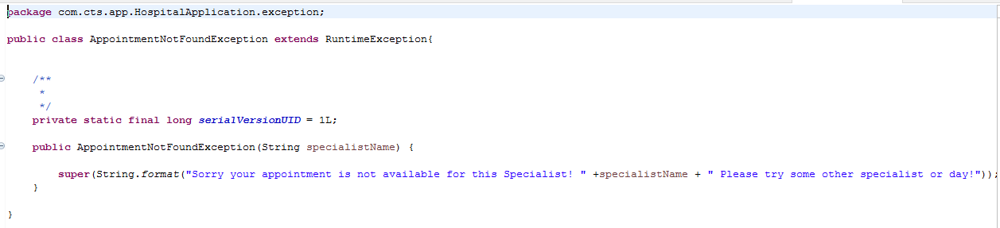 package com.cts.app.HospitalApplication.exception;
public class AppointmentNotFoundException extends RuntimeException{
/**
*
*/
private static final long serialVersionUID = 1L;
public AppointmentNotFoundException(String specialistName) {
super(String.format("Sorry your appointment is not available for this Specialist! " +specialistName + " Please try some other specialist or day!"));
}
}